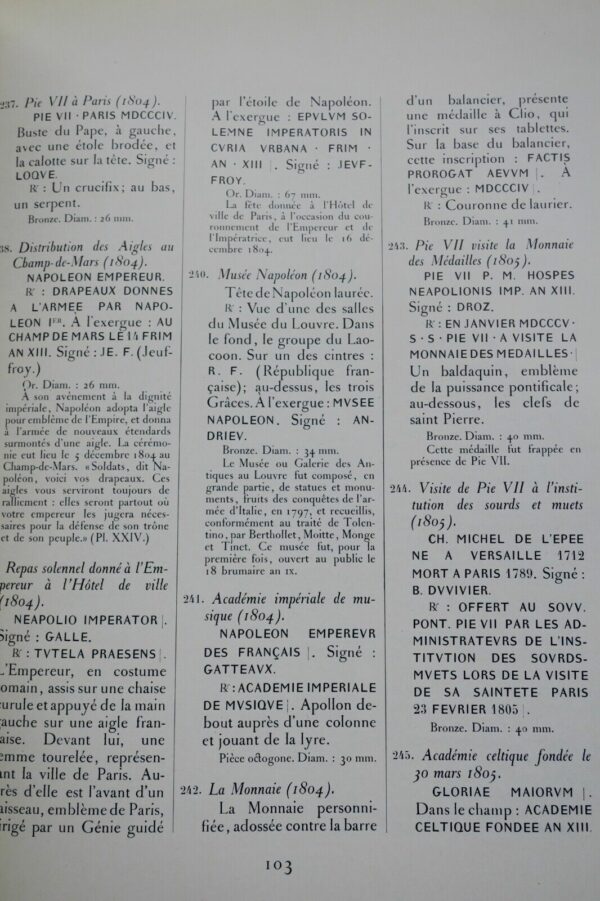 237. Pie VII à Paris (1804).
PIE VII · PARIS MDCCCIV.
Buste du Pape, à gauche,
avec une étole brodée, et
la calotte sur la tête. Signé :
LOQVE.
℞ : Un crucifix ; au bas,
un serpent.
Bronze. Diam. : 26 mm.
38. Distribution des Aigles au
Champ-de-Mars (1804).
NAPOLEON EMPEREUR.
℞ : DRAPEAUX DONNES
A L'ARMEE PAR NAPO-
LEON Iᴱᴿ. A l'exergue : AU
CHAMP DE MARS LE 14 FRIM
AN XIII. Signé : JE. F. (Jeuf-
froy.)
Or. Diam. : 26 mm.
A son avénement à la dignité
impériale, Napoléon adopta l'aigle
pour emblème de l'Empire, et donna
à l'armée de nouveaux étendards
surmontés d'une aigle. La cérémo-
nie eut lieu le 5 décembre 1804 au
Champ-de-Mars. «Soldats, dit Na-
poléon, voici vos drapeaux. Ces
aigles vous serviront toujours de
ralliement : elles seront partout où
votre empereur les jugera néces-
saires pour la défense de son trône
et de son peuple.» (Pl. XXIV.)
Repas solennel donné à l'Em-
pereur à l'Hôtel de ville
(1804).
NEAPOLIO IMPERATOR |.
Signé : GALLE.
℞ : TVTELA PRAESENS |.
L'Empereur, en costume
romain, assis sur une chaise
curule et appuyé de la main
gauche sur une aigle fran-
çaise. Devant lui, une
emme tourelée, représen-
ant la ville de Paris. Au-
rès d'elle est l'avant d'un
aisseau, emblème de Paris,
irigé par un Génie guidé
par l'étoile de Napoléon.
A l'exergue : EPVLVM SO-
LEMNE IMPERATORIS IN
CVRIA VRBANA · FRIM ·
AN · XIII |. Signé : JEVF-
FROY.
Or. Diam. : 67 mm.
La fête donnée à l'Hôtel de
ville de Paris, à l'occasion du cou-
ronnement de l'Empereur et de
l'Impératrice, eut lieu le 16 dé-
cembre 1804.
240. Musée Napoléon (1804).
Tête de Napoléon laurée.
℞ : Vue d'une des salles
du Musée du Louvre. Dans
le fond, le groupe du Lao-
coon. Sur un des cintres :
R. F. (République fran-
çaise) ; au-dessus, les trois
Grâces. A l'exergue : MVSEE
NAPOLEON. Signé : AN-
DRIEV.
Bronze. Diam. : 34 mm.
Le Musée ou Galerie des An-
tiques au Louvre fut composé, en
grande partie, de statues et monu-
ments, fruits des conquêtes de l'ar-
mée d'Italie, en 1797, et recueillis,
conformément au traité de Tolen-
tino, par Berthollet, Moitte, Monge
et Tinet. Ce musée fut, pour la
première fois, ouvert au public le
18 brumaire an IX.
241. Académie impériale de mu-
sique (1804).
NAPOLEON EMPEREVR
DES FRANÇAIS |. Signé :
GATTEAVX.
℞ : ACADEMIE IMPERIALE
DE MVSIQVE |. Apollon de-
bout auprès d'une colonne
et jouant de la lyre.
Pièce octogone. Diam. : 30 mm.
242. La Monnaie (1804).
La Monnaie personni-
fiée, adossée contre la barre
d'un balancier, présente
une médaille à Clio, qui
l'inscrit sur ses tablettes.
Sur la base du balancier,
cette inscription : FACTIS
PROROGAT AEVVM |. A
l'exergue : MDCCCIV |.
℞ : Couronne de laurier.
Bronze. Diam. : 41 mm.
243. Pie VII visite la Monnaie
des Médailles (1805).
PIE VII P. M. HOSPES
NEAPOLIONIS IMP. AN XIII.
Signé : DROZ.
℞ : EN JANVIER MDCCCV ·
S · S · PIE VII · A VISITE LA
MONNAIE DES MEDAILLES · |
Un baldaquin, emblème
de la puissance pontificale ;
au-dessous, les clefs de
saint Pierre.
Bronze. Diam. : 40 mm.
Cette médaille fut frappée en
présence de Pie VII.
244. Visite de Pie VII à l'insti-
tution des sourds et muets
(1805).
CH. MICHEL DE L'EPEE
NE A VERSAILLE 1712
MORT A PARIS 1789. Signé :
B. DVVIVIER.
℞ : OFFERT AU SOVV.
PONT. PIE VII PAR LES AD-
MINISTRATEVRS DE L'INS-
TITVTION DES SOVRDS-
MVETS LORS DE LA VISITE
DE SA SAINTETE PARIS
23 FEVRIER 1805 |.
Bronze. Diam. : 40 mm.
245. Académie celtique fondée le
30 mars 1805.
GLORIAE MAIORVM |.
Dans le champ : ACADEMIE
CELTIQUE FONDEE AN XIII.
103